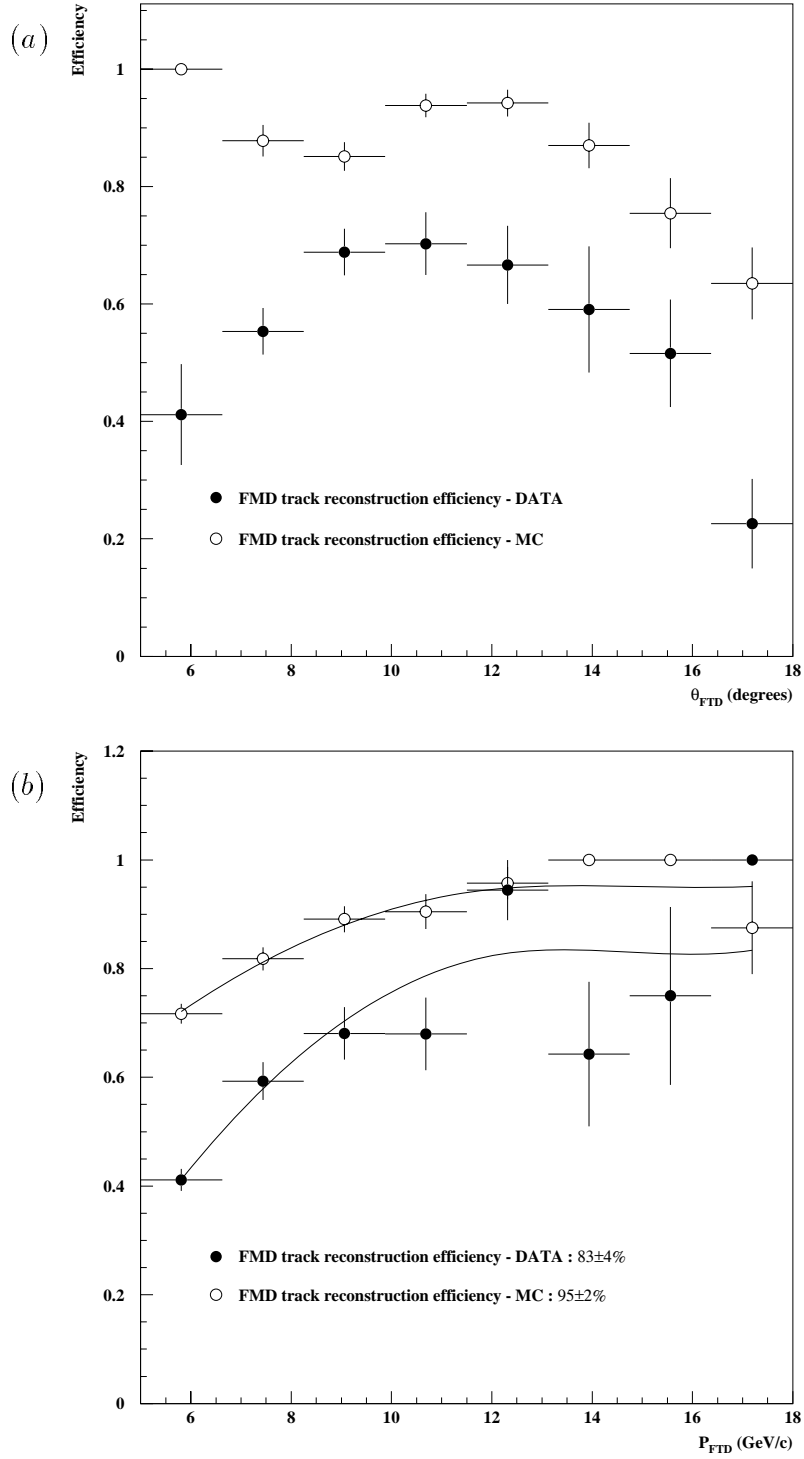 (a)
Efficiency
1
0.8
0.6
0.4
0.2
0
FMD track reconstruction efficiency - DATA
FMD track reconstruction efficiency - MC
6 8 10 12 14 16 18
θFTD (degrees)
(b)
Efficiency
1.2
1
0.8
0.6
0.4
0.2
0
FMD track reconstruction efficiency - DATA : 83±4%
FMD track reconstruction efficiency - MC : 95±2%
6 8 10 12 14 16 18
PFTD (GeV/c)